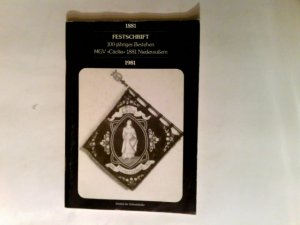 1881
FESTSCHRIFT
100 jähriges Bestehen
MGV »Cäcilia« 1881 Niederaußem
1981